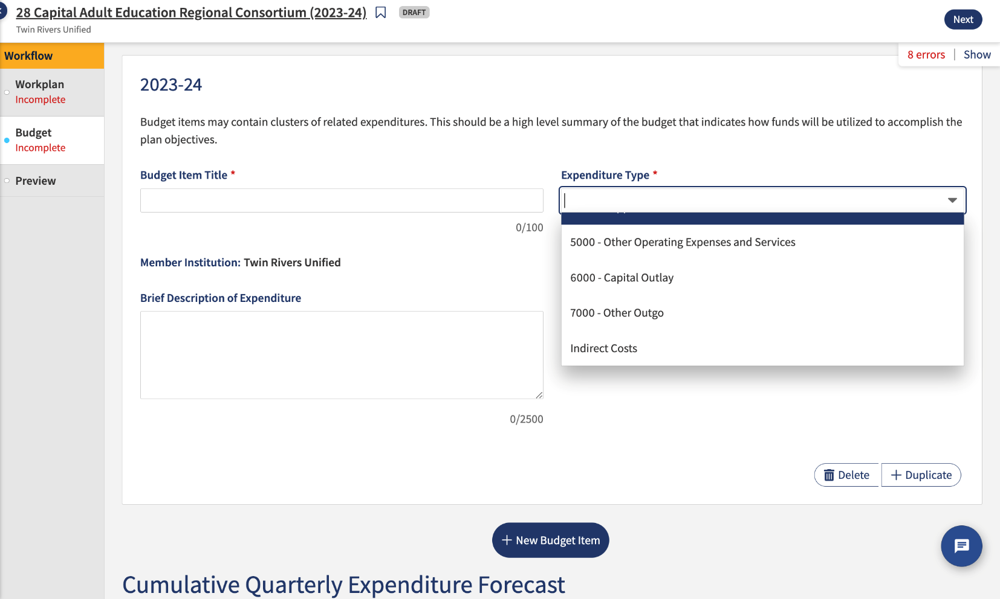 28 Capital Adult Education Regional Consortium (2023-24)
DRAFT
Twin Rivers Unified
Next
8 errors | Show
Workflow
Workplan
Incomplete
Budget
Incomplete
Preview
2023-24
Budget items may contain clusters of related expenditures. This should be a high level summary of the budget that indicates how funds will be utilized to accomplish the
plan objectives.
Budget Item Title *
0/100
Expenditure Type *
5000 - Other Operating Expenses and Services
6000 - Capital Outlay
7000 - Other Outgo
Indirect Costs
Member Institution: Twin Rivers Unified
Brief Description of Expenditure
0/2500
Delete
+ Duplicate
+ New Budget Item
Cumulative Quarterly Expenditure Forecast